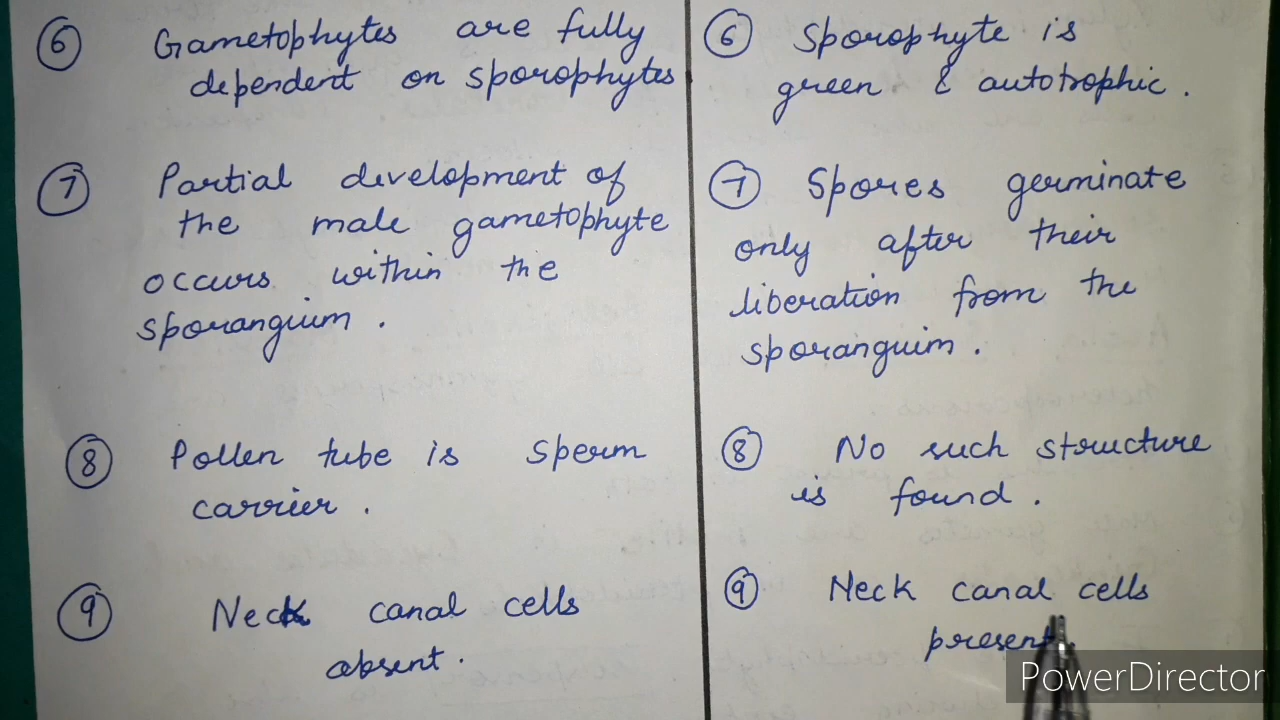 6 Gametophytes are fully
dependent on sporophytes
7 Partial development of
the male gametophyte
occurs within the
sporangium.
8 Pollen tube is sperm
carrier.
9 Neck canal cells
absent.
6 Sporophyte is
green & autotrophic.
7 Spores germinate
only after their
liberation from the
sporanguim.
8 No such structure
is found.
9 Neck canal cells
present.
PowerDirector